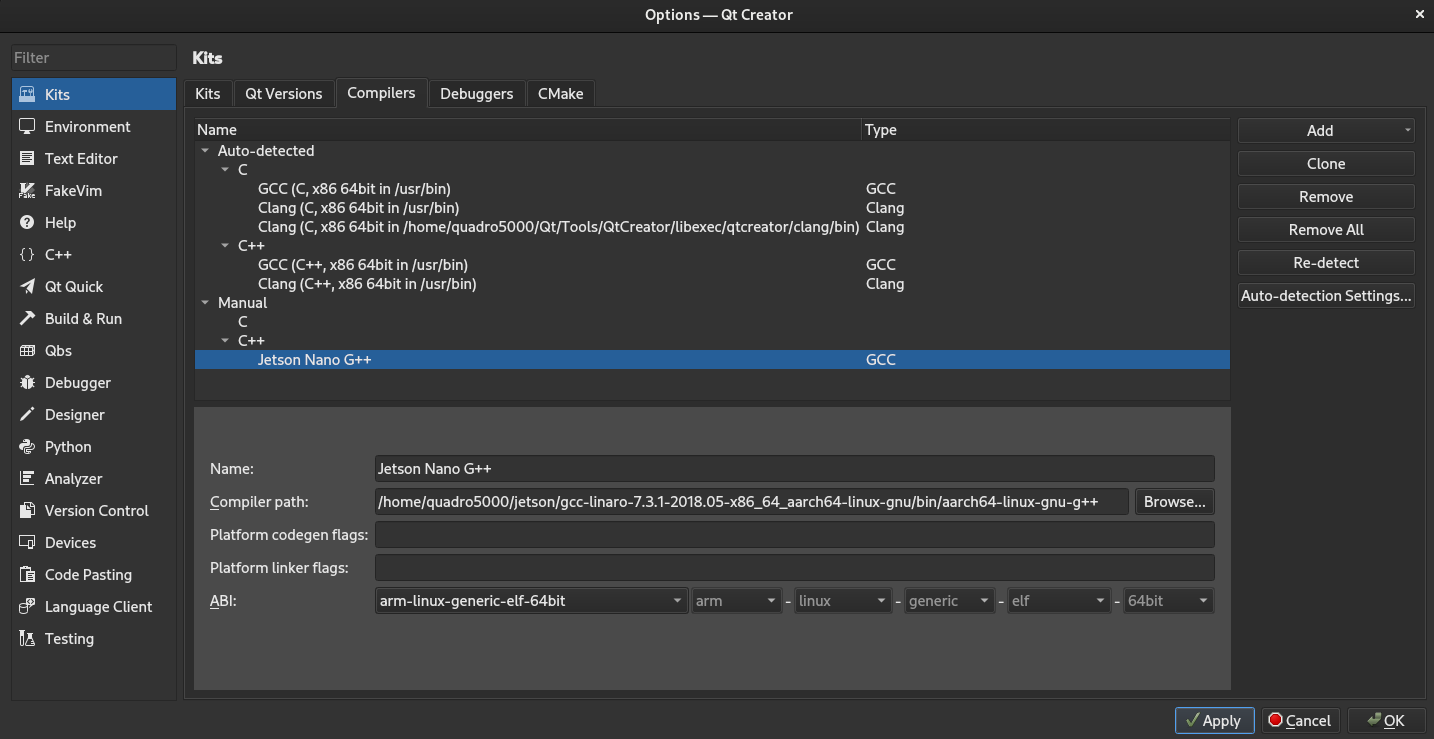 Options — Qt Creator
Filter
Kits
Environment
Text Editor
FakeVim
Help
C++
Qt Quick
Build & Run
Qbs
Debugger
Designer
Python
Analyzer
Version Control
Devices
Code Pasting
Language Client
Testing
Kits
Kits Qt Versions Compilers Debuggers CMake
Name Type
Auto-detected
C
GCC (C, x86 64bit in /usr/bin) GCC
Clang (C, x86 64bit in /usr/bin) Clang
Clang (C, x86 64bit in /home/quadro5000/Qt/Tools/QtCreator/libexec/qtcreator/clang/bin) Clang
C++
GCC (C++, x86 64bit in /usr/bin) GCC
Clang (C++, x86 64bit in /usr/bin) Clang
Manual
C
C++
Jetson Nano G++ GCC
Add
Clone
Remove
Remove All
Re-detect
Auto-detection Settings...
Name: Jetson Nano G++
Compiler path: /home/quadro5000/jetson/gcc-linaro-7.3.1-2018.05-x86_64_aarch64-linux-gnu/bin/aarch64-linux-gnu-g++ Browse...
Platform codegen flags:
Platform linker flags:
ABI: arm-linux-generic-elf-64bit arm - linux - generic - elf - 64bit
Apply Cancel OK